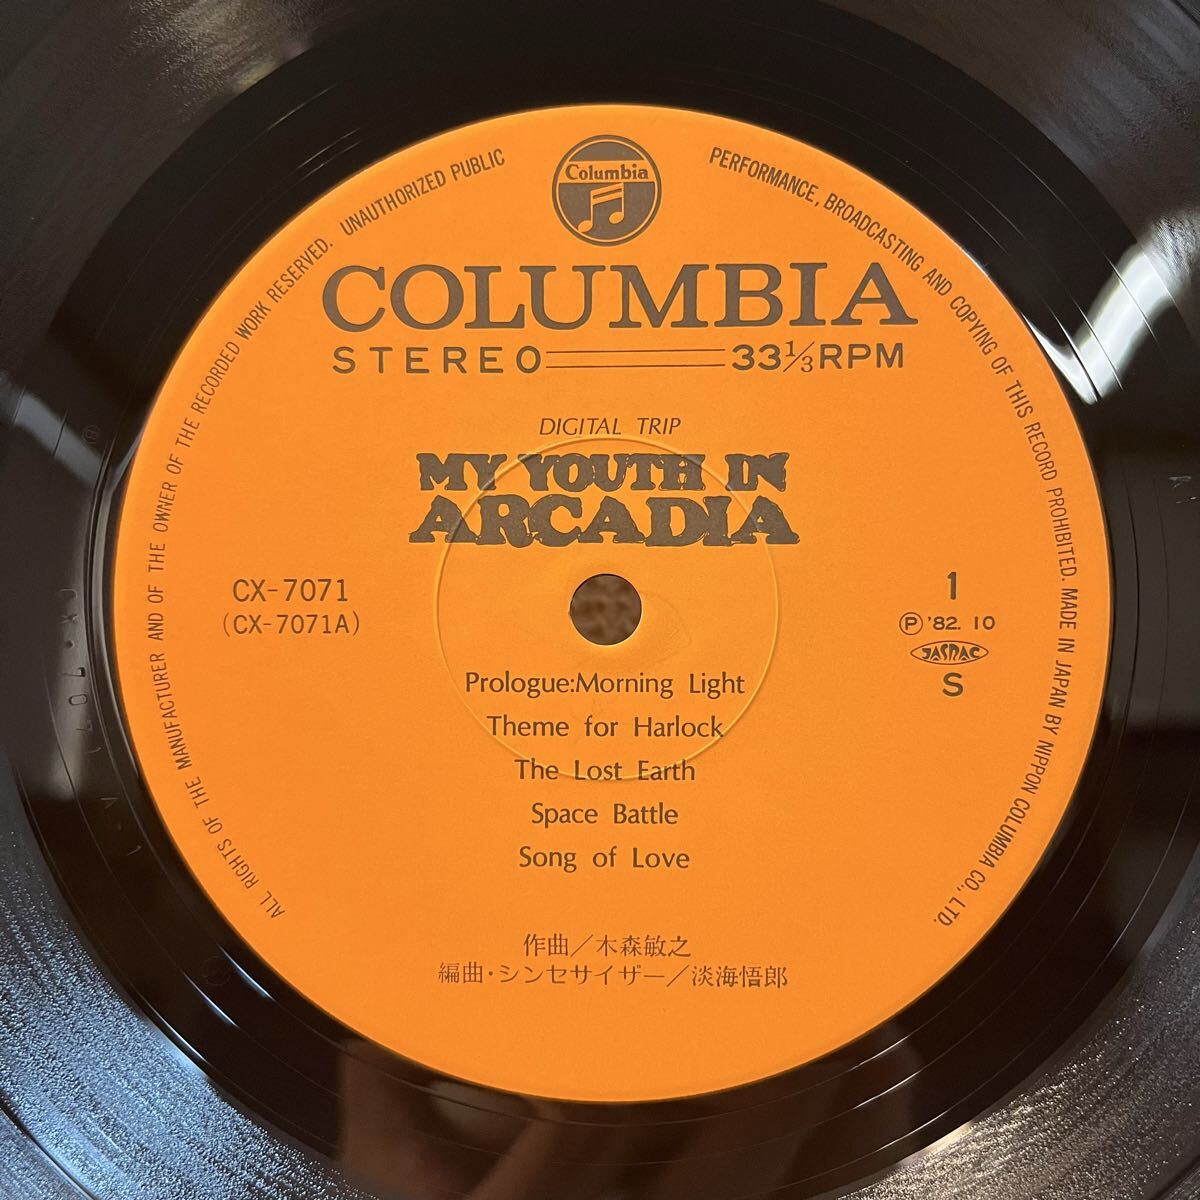 Columbia
COLUMBIA
STEREO 33⅓RPM
DIGITAL TRIP
MY YOUTH IN
ARCADIA
CX-7071
(CX-7071A)
1
Ⓟ '82. 10
JASRAC
S
Prologue:Morning Light
Theme for Harlock
The Lost Earth
Space Battle
Song of Love
作曲／木森敏之
編曲・シンセサイザー／淡海悟郎
ALL RIGHTS OF THE MANUFACTURER AND OF THE OWNER OF THE RECORDED WORK RESERVED. UNAUTHORIZED PUBLIC PERFORMANCE, BROADCASTING AND COPYING OF THIS RECORD PROHIBITED. MADE IN JAPAN BY NIPPON COLUMBIA CO., LTD.